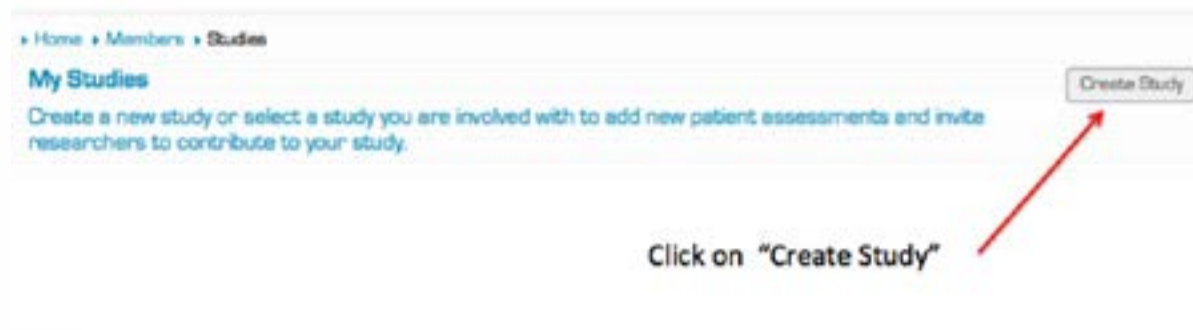 Home Members Studies
My Studies
Create Study
Create a new study or select a study you are involved with to add new patient assessments and invite
researchers to contribute to your study.
Click on "Create Study"